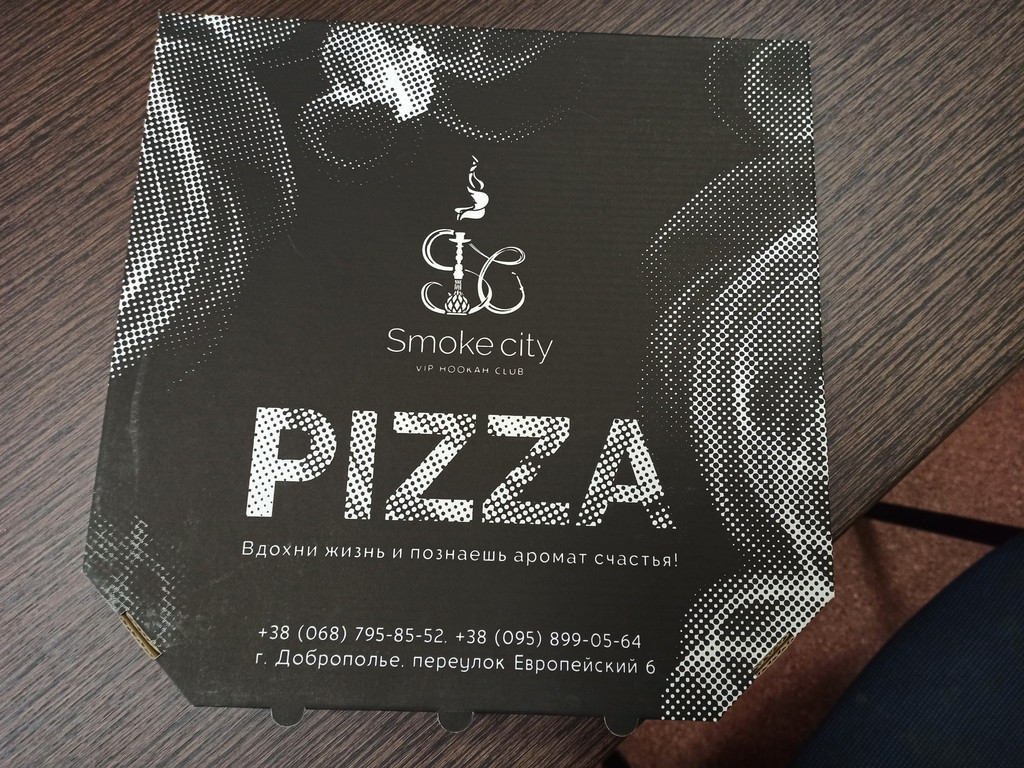 SC
Smoke city
VIP HOOKAH CLUB
PIZZA
Вдохни жизнь и познаешь аромат счастья!
+38 (068) 795-85-52. +38 (095) 899-05-64
г. Доброполье. переулок Европейский 6